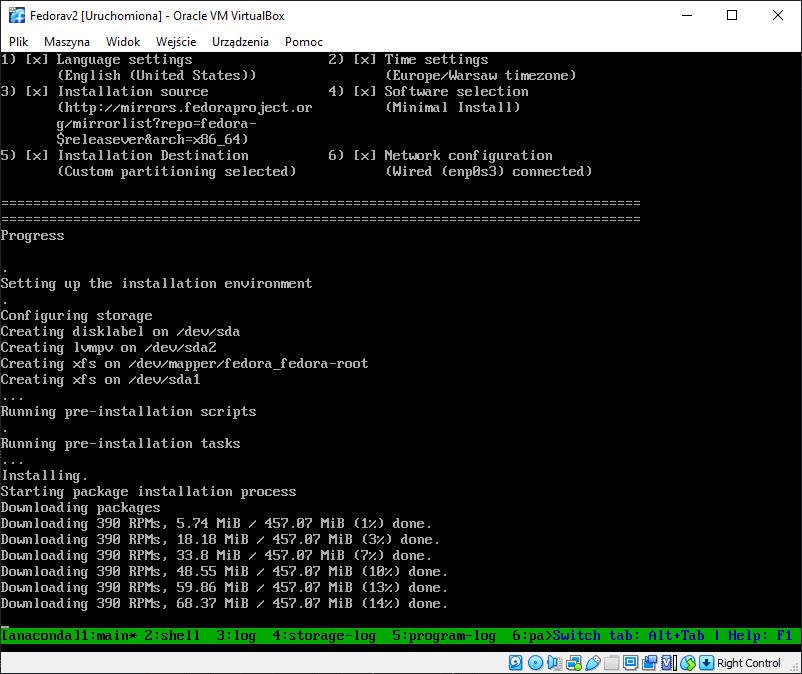 Fedorav2 [Uruchomiona] - Oracle VM VirtualBox
Plik Maszyna Widok Wejście Urządzenia Pomoc
1) [x] Language settings 2) [x] Time settings
(English (United States)) (Europe/Warsaw timezone)
3) [x] Installation source 4) [x] Software selection
(http://mirrors.fedoraproject.or (Minimal Install)
g/mirrorlist?repo=fedora-
$releasever&arch=x86_64)
5) [x] Installation Destination 6) [x] Network configuration
(Custom partitioning selected) (Wired (enp0s3) connected)
================================================================================
================================================================================
Progress
.
Setting up the installation environment
.
Configuring storage
Creating disklabel on /dev/sda
Creating lvmpv on /dev/sda2
Creating xfs on /dev/mapper/fedora_fedora-root
Creating xfs on /dev/sda1
...
Running pre-installation scripts
.
Running pre-installation tasks
...
Installing.
Starting package installation process
Downloading packages
Downloading 390 RPMs, 5.74 MiB / 457.07 MiB (1%) done.
Downloading 390 RPMs, 18.18 MiB / 457.07 MiB (3%) done.
Downloading 390 RPMs, 33.8 MiB / 457.07 MiB (7%) done.
Downloading 390 RPMs, 48.55 MiB / 457.07 MiB (10%) done.
Downloading 390 RPMs, 59.86 MiB / 457.07 MiB (13%) done.
Downloading 390 RPMs, 68.37 MiB / 457.07 MiB (14%) done.
[anaconda]1:main* 2:shell 3:log 4:storage-log 5:program-log 6:pa>Switch tab: Alt+Tab | Help: F1
Right Control